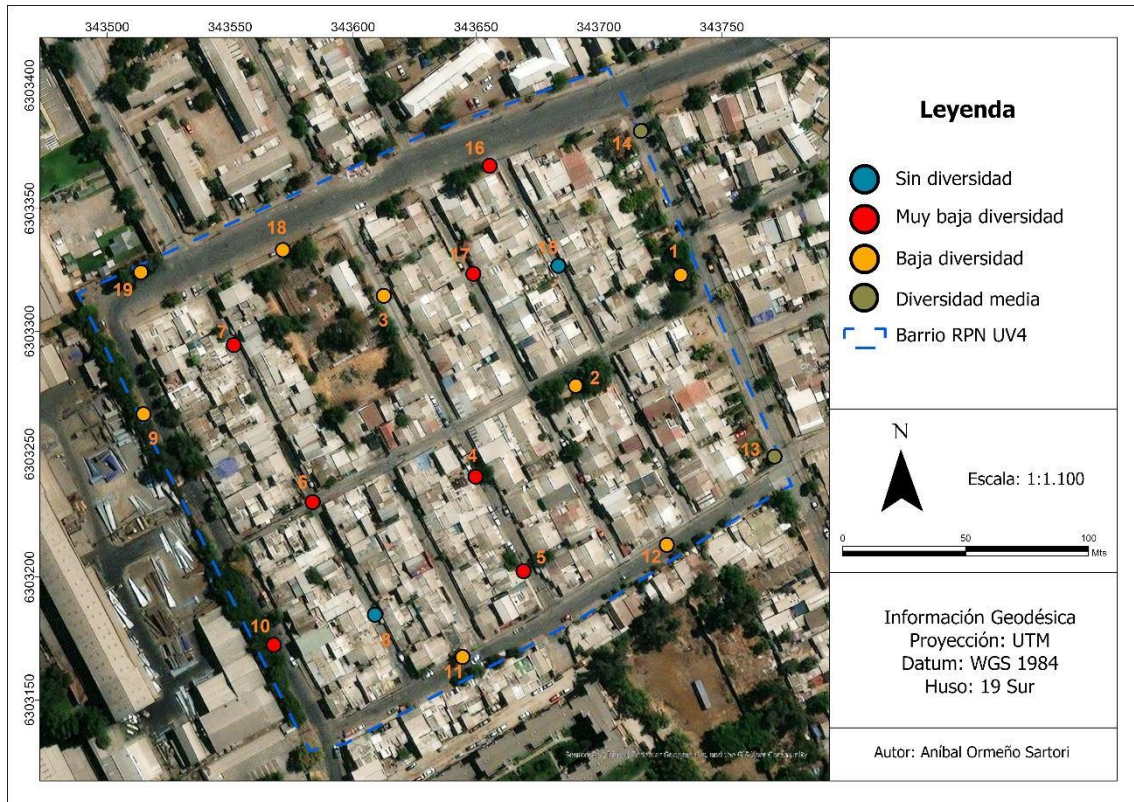 343500 343550 343600 343650 343700 343750
6303400
6303350
6303300
6303250
6303200
6303150
14
16
18
15
17
1
19
3
7
2
9
13
4
6
12
5
10
8
11
Leyenda
Sin diversidad
Muy baja diversidad
Baja diversidad
Diversidad media
Barrio RPN UV4
N
Escala: 1:1.100
0 50 100
Mts
Información Geodésica
Proyección: UTM
Datum: WGS 1984
Huso: 19 Sur
Autor: Aníbal Ormeño Sartori